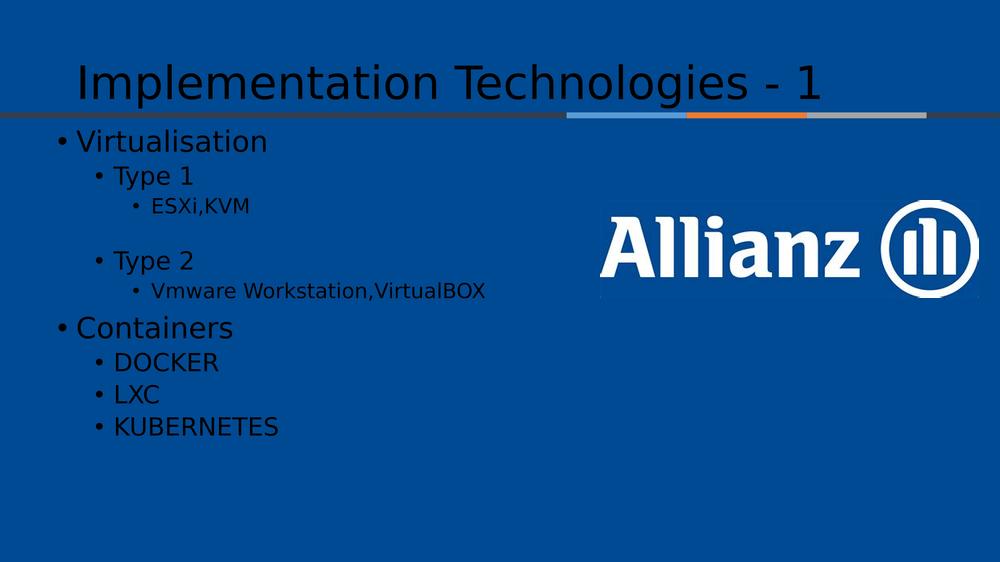 Implementation Technologies - 1
• Virtualisation
• Type 1
• ESXi,KVM
• Type 2
• Vmware Workstation,VirtualBOX
• Containers
• DOCKER
• LXC
• KUBERNETES
Allianz